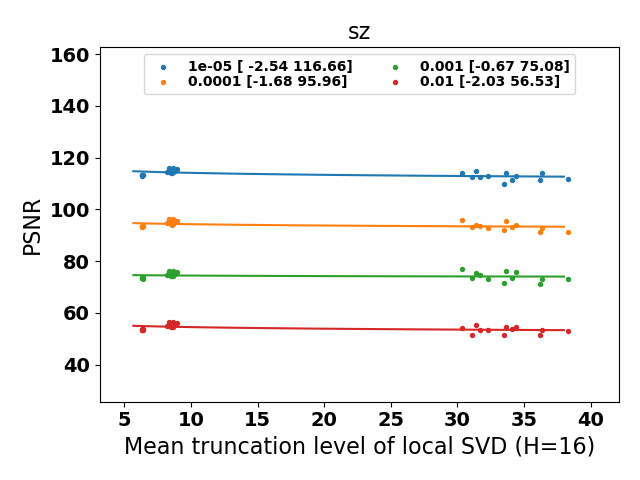 sz
1e-05 [ -2.54 116.66]
0.0001 [-1.68 95.96]
0.001 [-0.67 75.08]
0.01 [-2.03 56.53]
160
140
120
100
80
60
40
PSNR
5 10 15 20 25 30 35 40
Mean truncation level of local SVD (H=16)